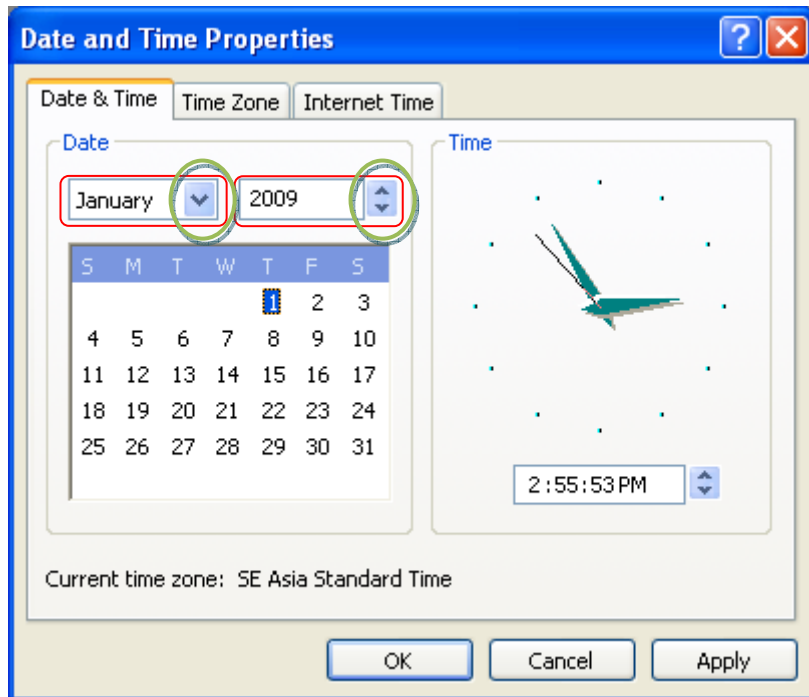 Date and Time Properties
Date & Time Time Zone Internet Time
Date
January 2009
S M T W T F S
1 2 3
4 5 6 7 8 9 10
11 12 13 14 15 16 17
18 19 20 21 22 23 24
25 26 27 28 29 30 31
Time
2:55:53 PM
Current time zone: SE Asia Standard Time
OK Cancel Apply